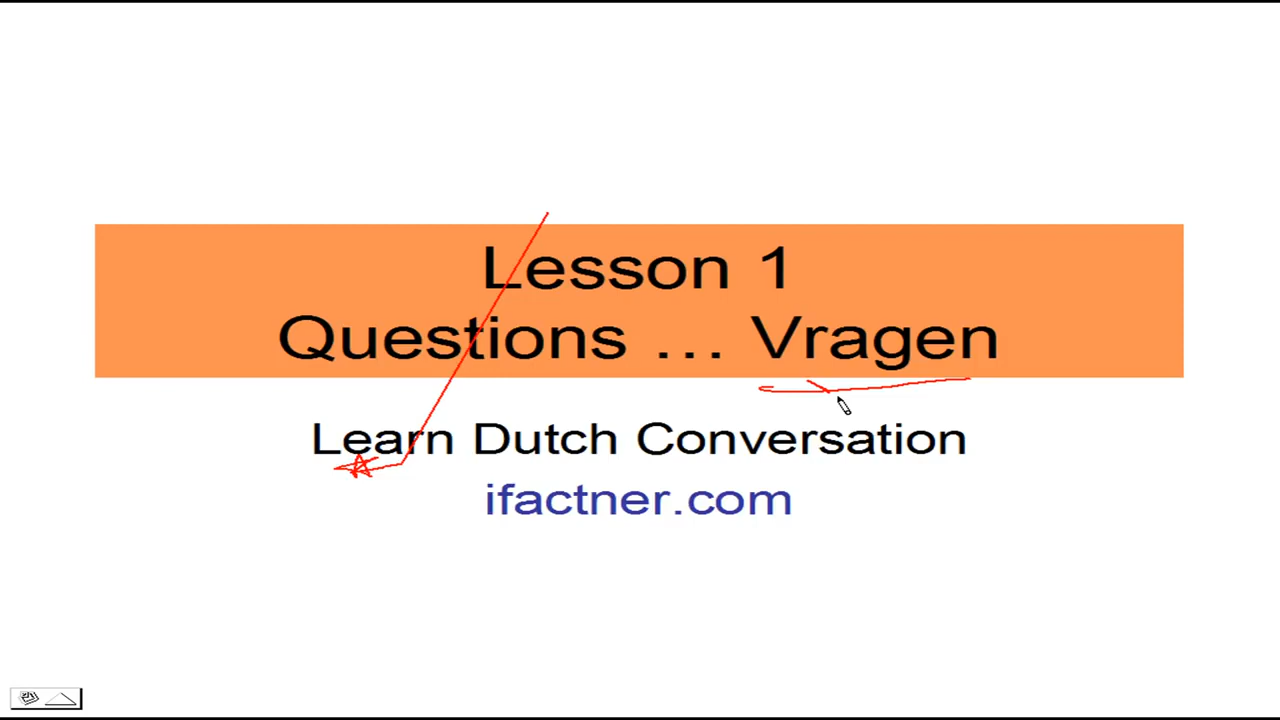 Lesson 1
Questions ... Vragen
Learn Dutch Conversation
ifactner.com